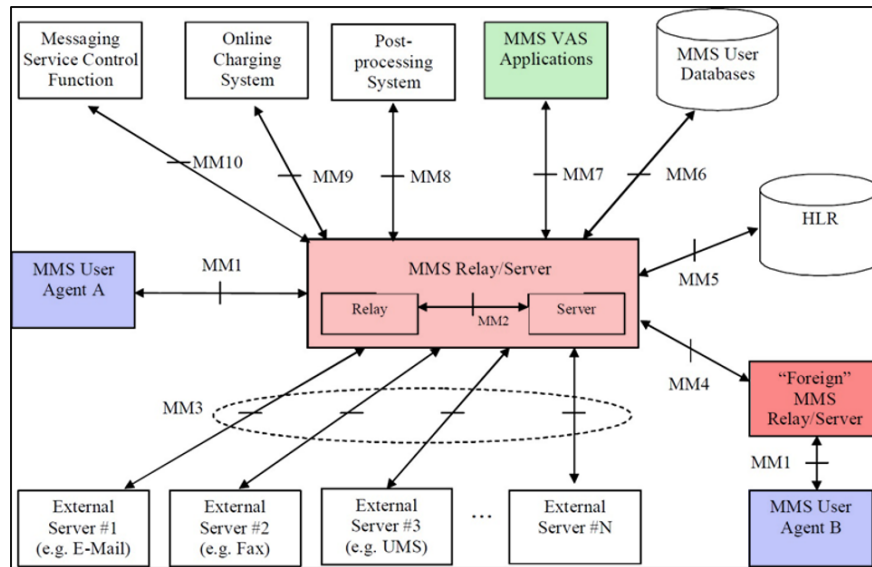 Messaging
Service Control
Function
Online
Charging
System
Post-
processing
System
MMS VAS
Applications
MMS User
Databases
MM10
MM9
MM8
MM7
MM6
HLR
MMS User
Agent A
MM1
MMS Relay/Server
Relay
MM2
Server
MM5
MM4
"Foreign"
MMS
Relay/Server
MM3
MM1
External
Server #1
(e.g. E-Mail)
External
Server #2
(e.g. Fax)
External
Server #3
(e.g. UMS)
...
External
Server #N
MMS User
Agent B